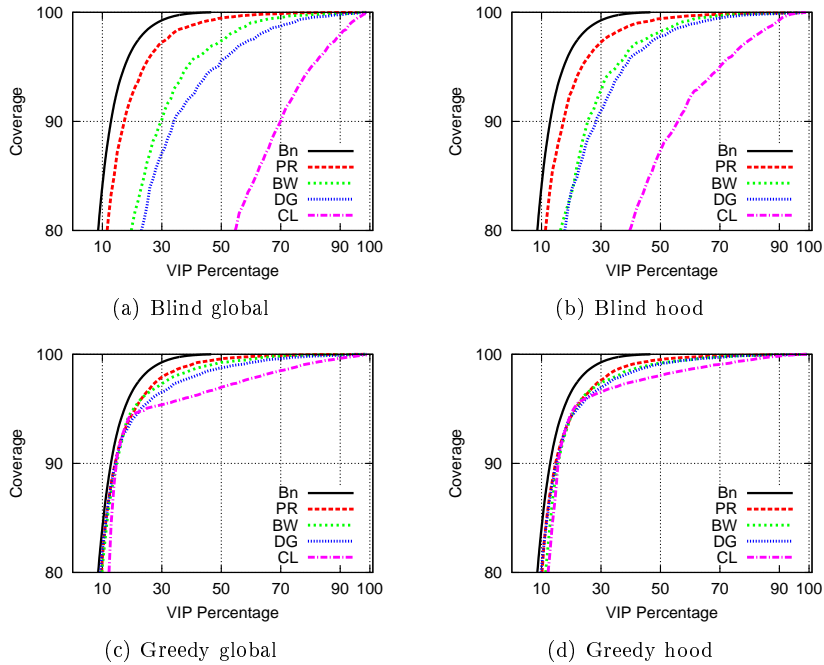 100
90
80
Coverage
Bn
PR
BW
DG
CL
10 30 50 70 90 100
VIP Percentage
(a) Blind global
100
90
80
Coverage
Bn
PR
BW
DG
CL
10 30 50 70 90 100
VIP Percentage
(b) Blind hood
100
90
80
Coverage
Bn
PR
BW
DG
CL
10 30 50 70 90 100
VIP Percentage
(c) Greedy global
100
90
80
Coverage
Bn
PR
BW
DG
CL
10 30 50 70 90 100
VIP Percentage
(d) Greedy hood